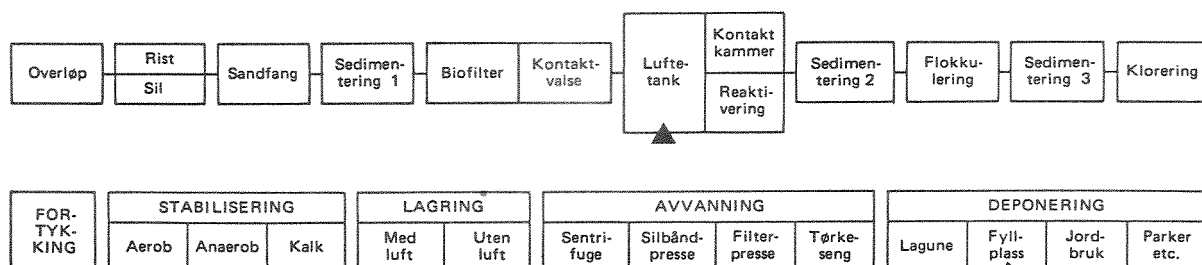 Overløp
Rist
Sil
Sandfang
Sedimen-
tering 1
Biofilter
Kontakt-
valse
Lufte-
tank
Kontakt
kammer
Reakti-
vering
Sedimen-
tering 2
Flokku-
lering
Sedimen-
tering 3
Klorering
FOR-
TYK-
KING
STABILISERING
Aerob
Anaerob
Kalk
LAGRING
Med
luft
Uten
luft
AVVANNING
Sentri-
fuge
Silbånd-
presse
Filter-
presse
Tørke-
seng
DEPONERING
Lagune
Fyll-
plass
Jord-
bruk
Parker
etc.